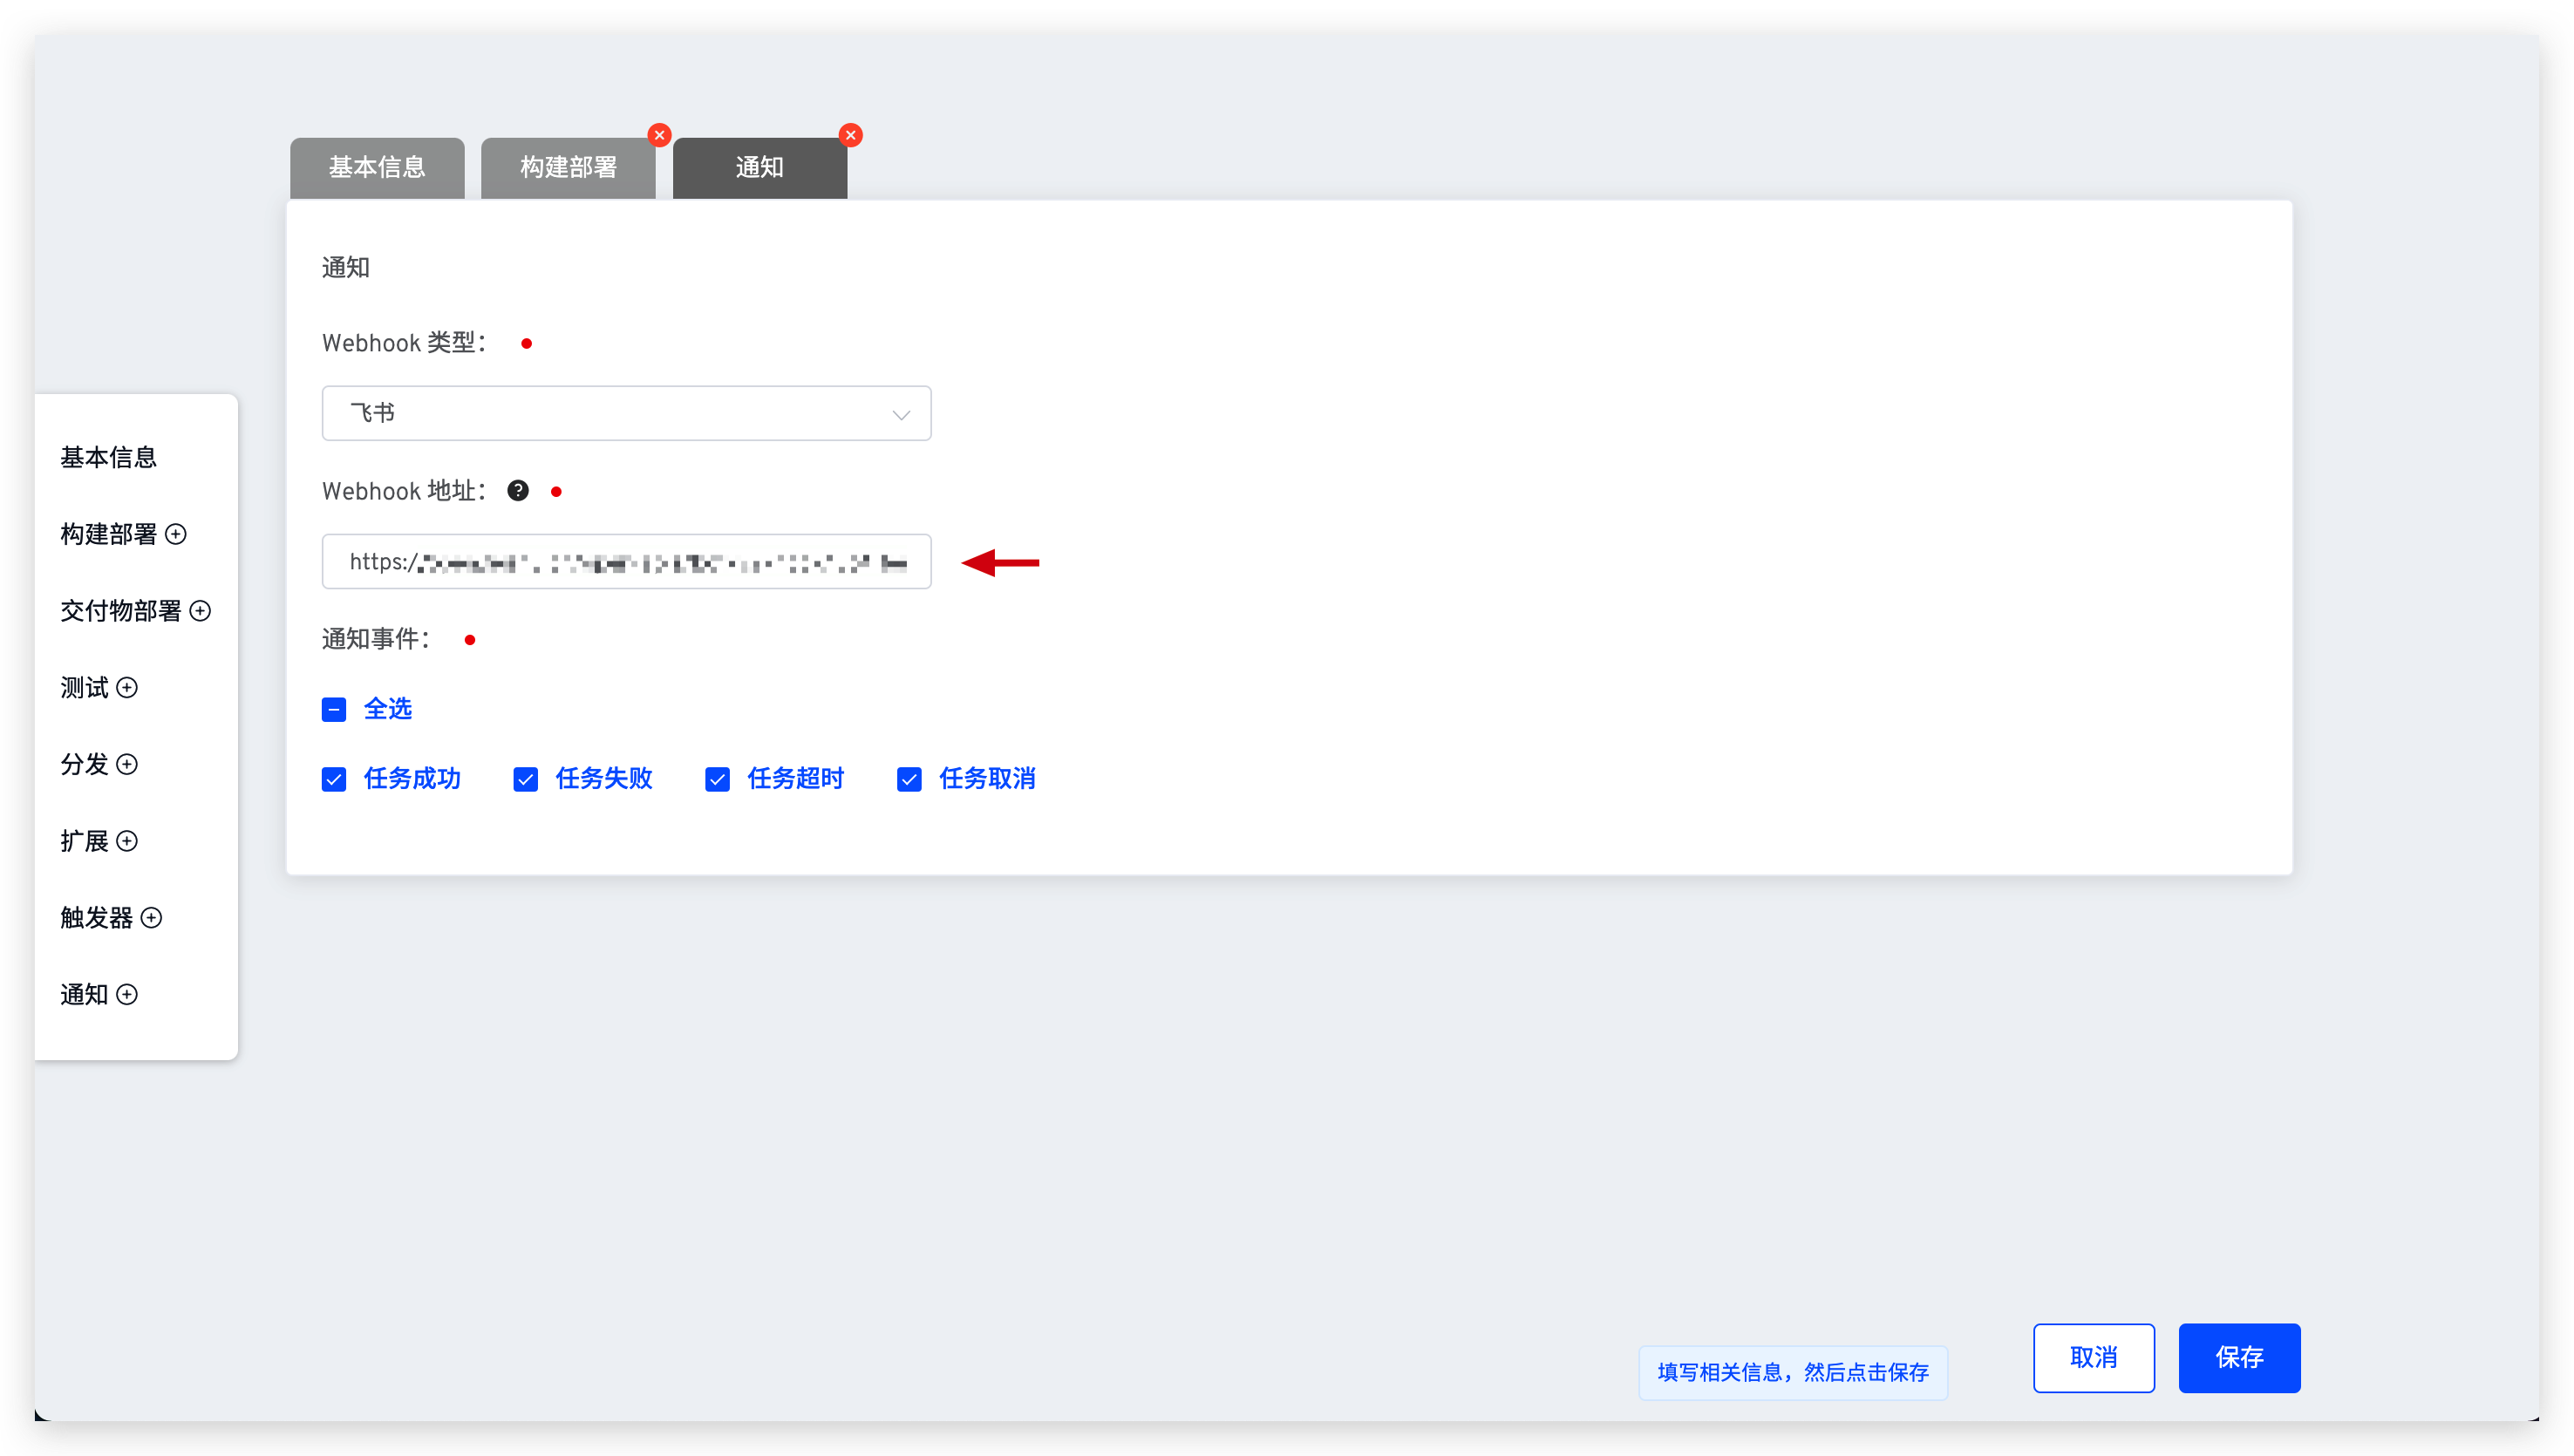 基本信息
构建部署
通知
通知
Webhook 类型：
飞书
Webhook 地址：
https:/
通知事件：
全选
任务成功
任务失败
任务超时
任务取消
基本信息
构建部署
交付物部署
测试
分发
扩展
触发器
通知
填写相关信息，然后点击保存
取消
保存